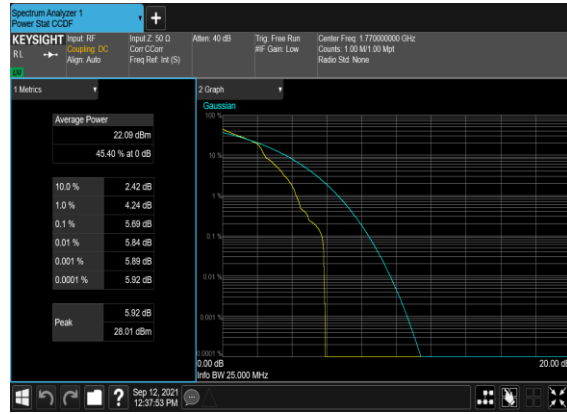 Spectrum Analyzer 1
Power Stat CCDF
+
KEYSIGHT
RL
Input: RF
Coupling: DC
Align: Auto
Input Z: 50 Ω
Corr CCorr
Freq Ref: Int (S)
Atten: 40 dB
Trig: Free Run
#IF Gain: Low
Center Freq: 1.770000000 GHz
Counts: 1.00 M/1.00 Mpt
Radio Std: None
1 Metrics
Average Power
22.09 dBm
45.40 % at 0 dB
10.0 % 2.42 dB
1.0 % 4.24 dB
0.1 % 5.69 dB
0.01 % 5.84 dB
0.001 % 5.89 dB
0.0001 % 5.92 dB
Peak
5.92 dB
28.01 dBm
2 Graph
Gaussian
100 %
10 %
1 %
0.1 %
0.01 %
0.001 %
0.0001 %
0.00 dB
20.00 dB
Info BW 25.000 MHz
?
Sep 12, 2021
12:37:53 PM